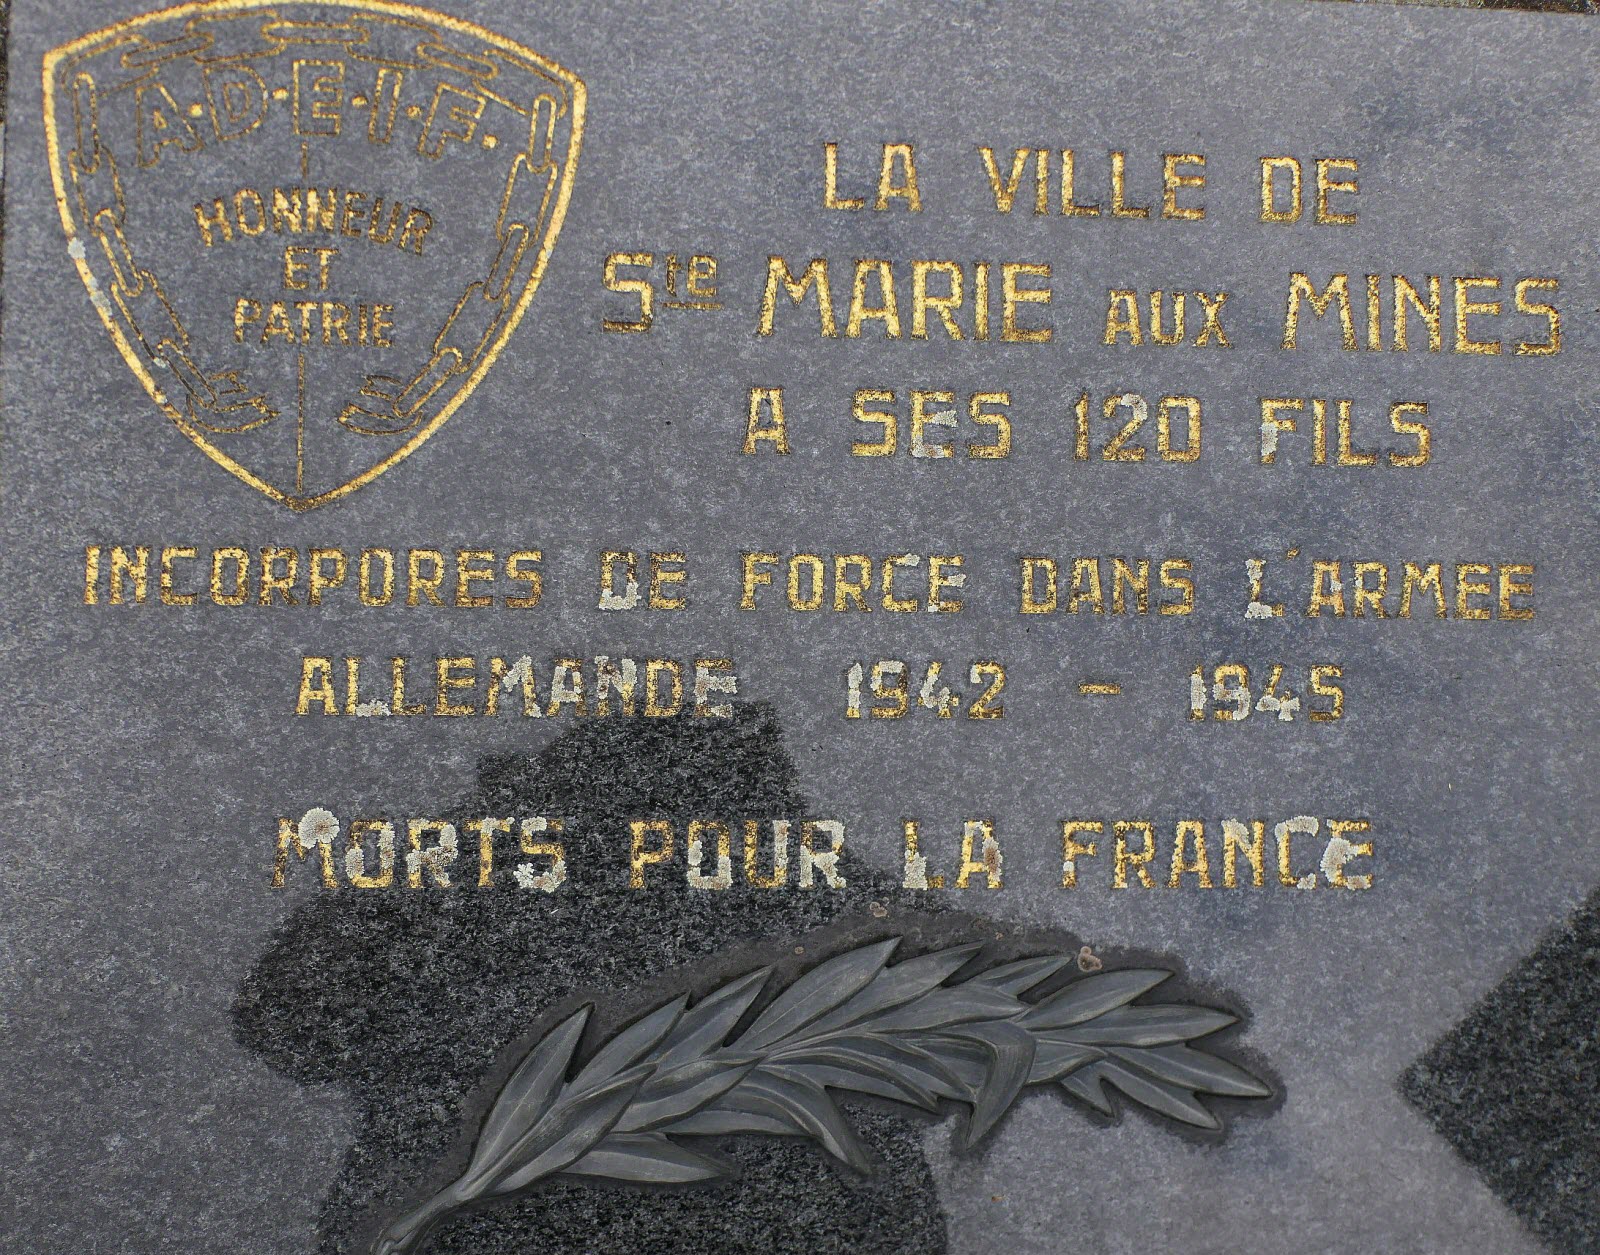 A.D.E.I.F.
HONNEUR
ET
PATRIE
LA VILLE DE
Ste MARIE AUX MINES
A SES 120 FILS
INCORPORES DE FORCE DANS L'ARMEE
ALLEMANDE 1942 - 1945
MORTS POUR LA FRANCE